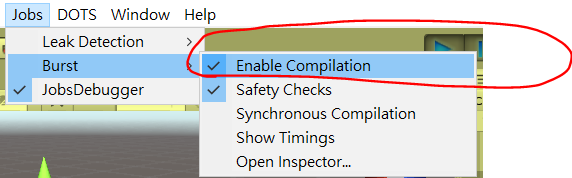 Jobs DOTS Window Help
Leak Detection
Burst
JobsDebugger
Enable Compilation
Safety Checks
Synchronous Compilation
Show Timings
Open Inspector...